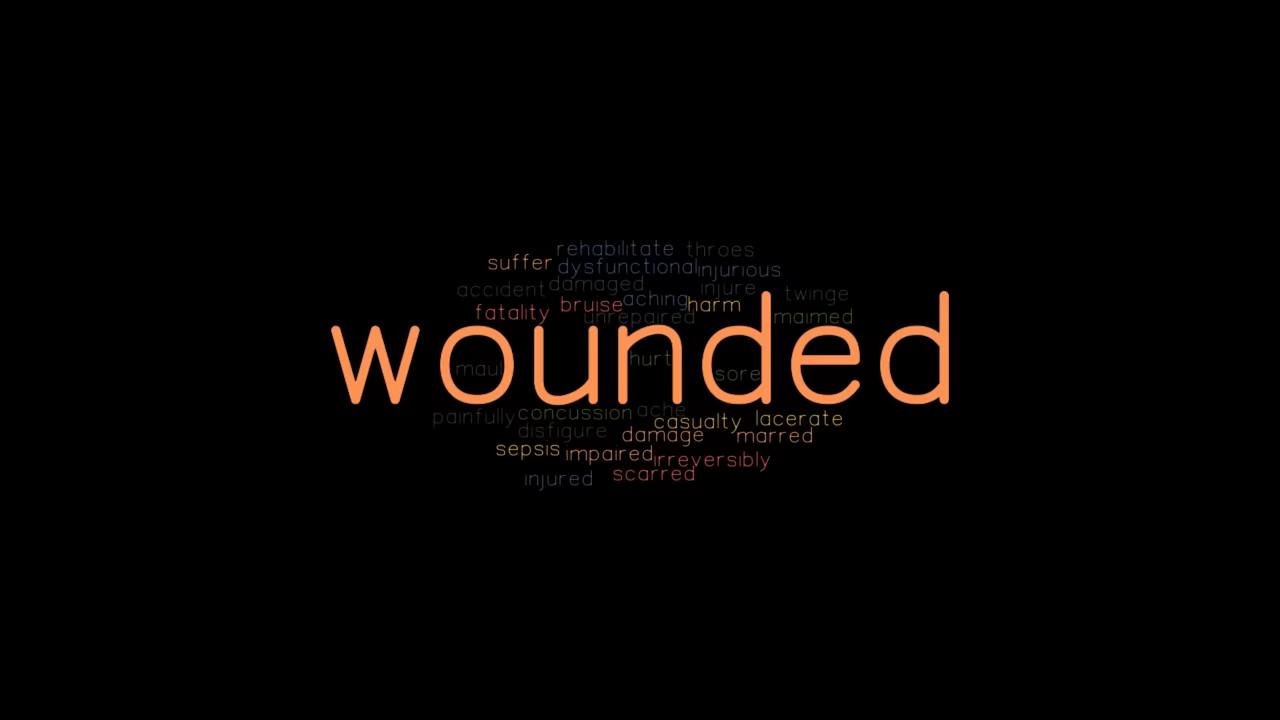 rehabilitate throes
suffer dysfunctional injurious
accident damaged injure twinge
fatality bruise aching harm
unrepaired maimed
wounded
hurt
maul sore
painfully concussion ache
casualty lacerate
disfigure damage marred
sepsis impaired irreversibly
injured scarred